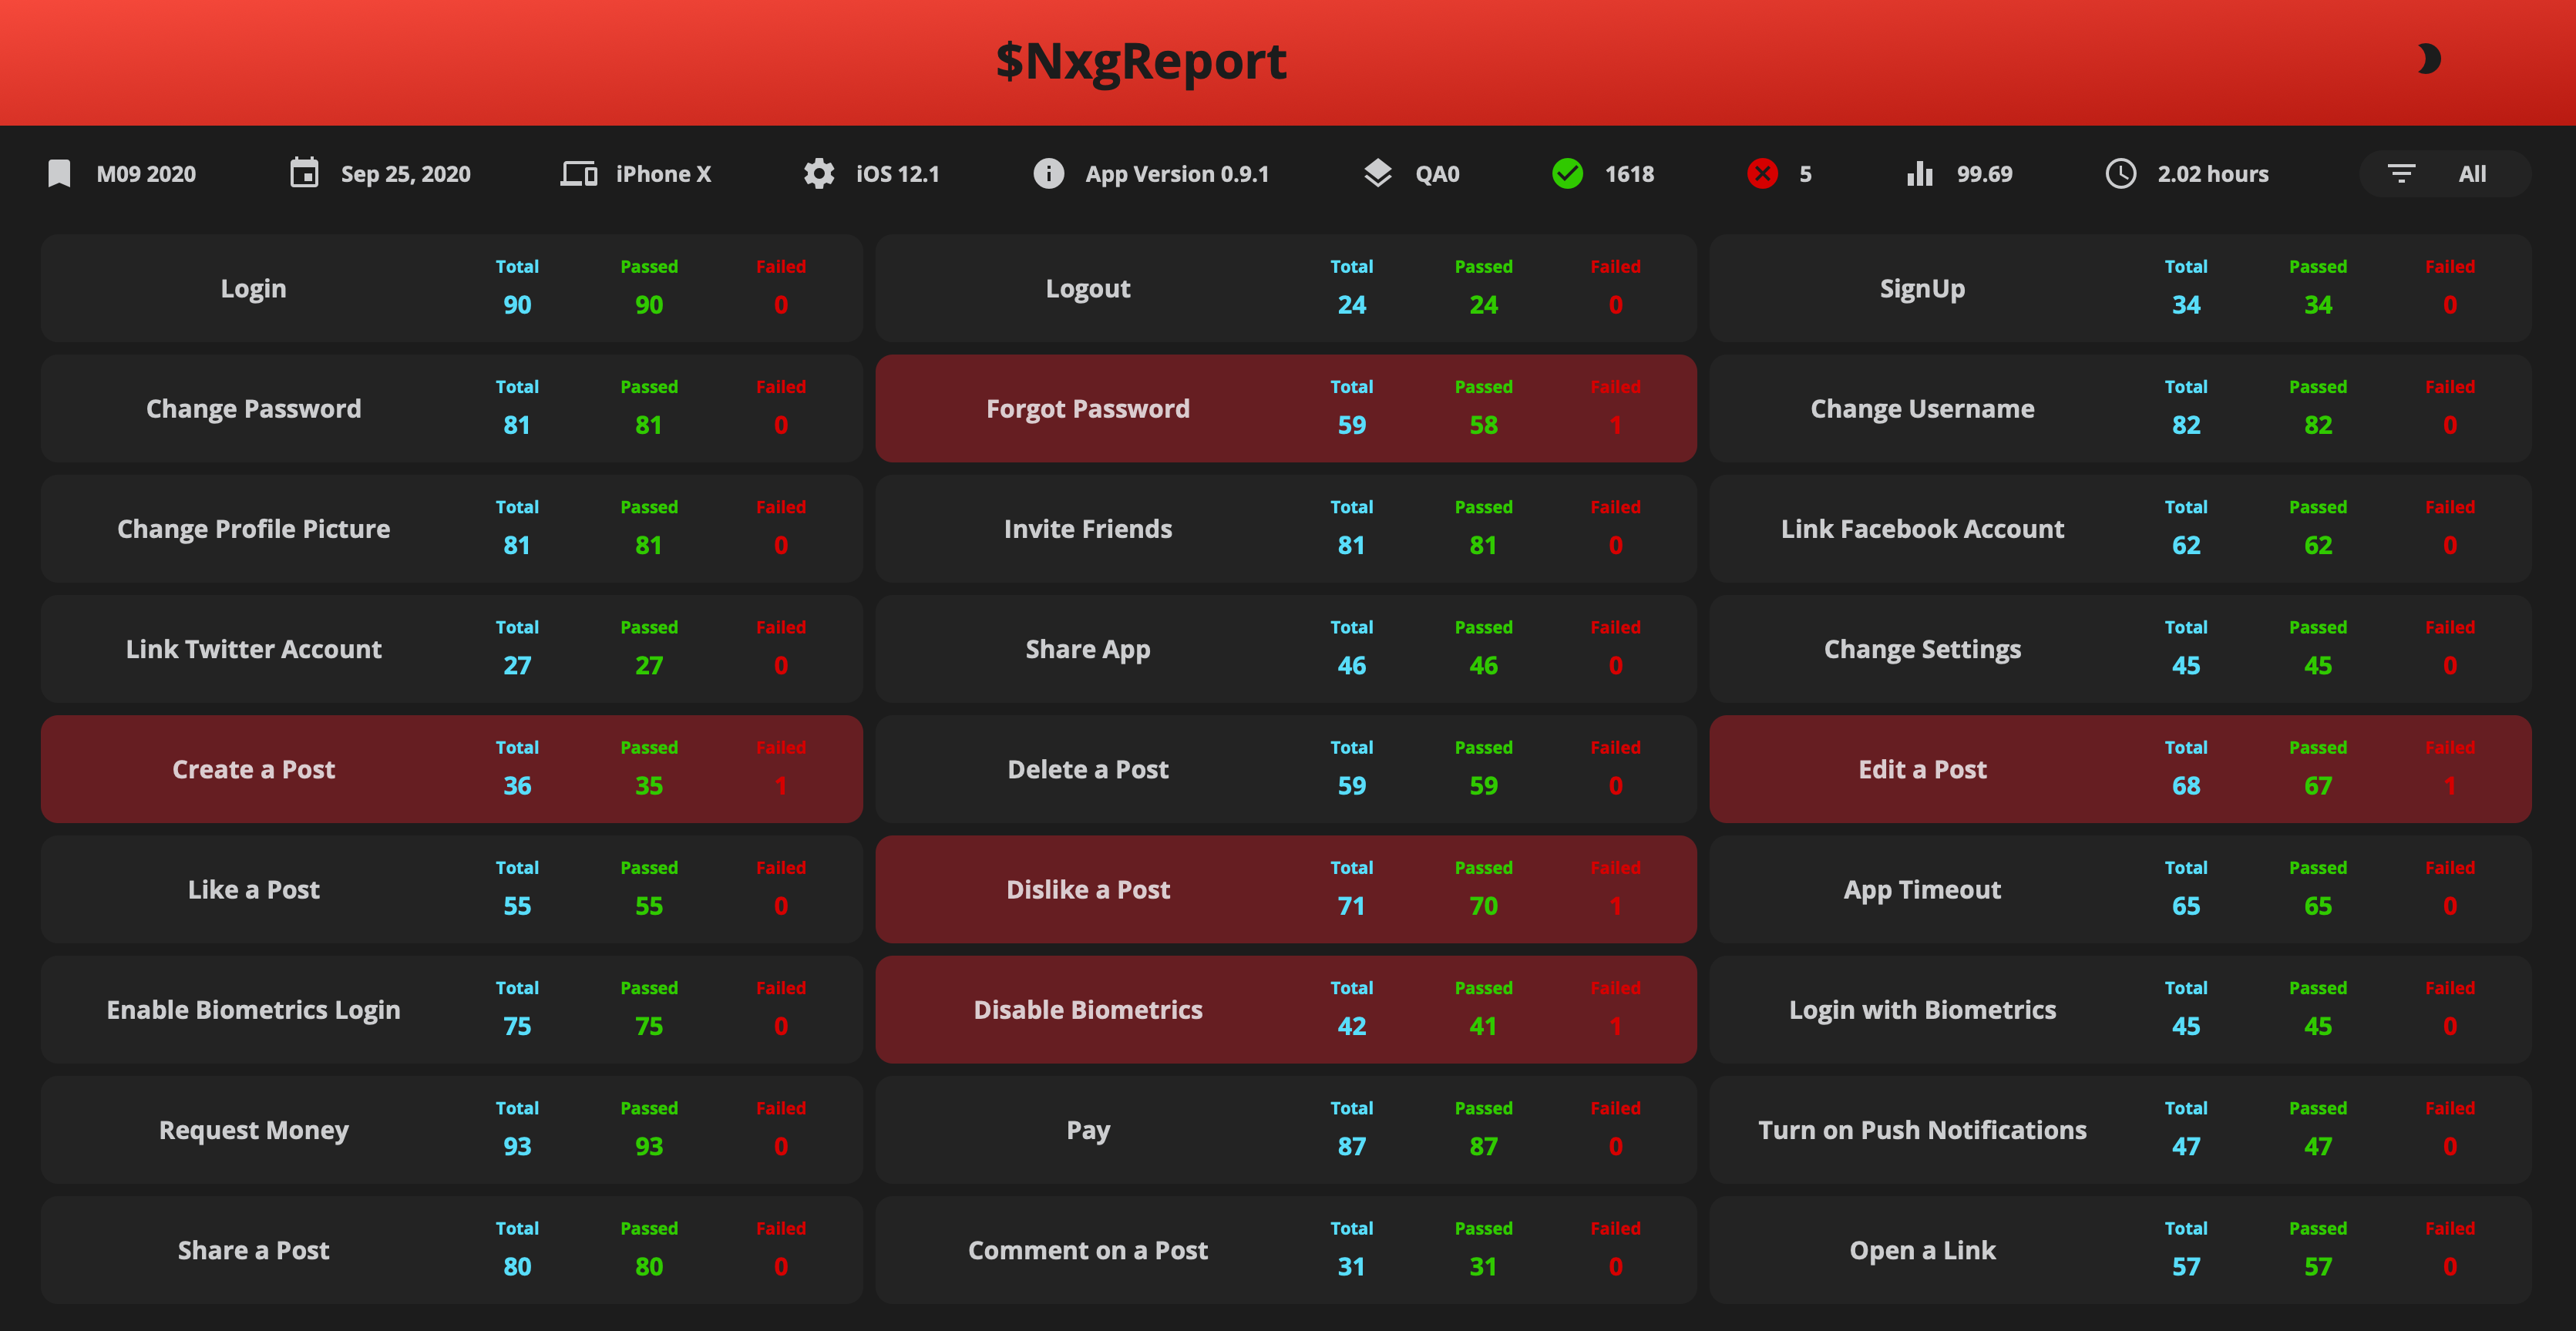 $NxgReport
M09 2020 Sep 25, 2020 iPhone X iOS 12.1 App Version 0.9.1 QA0 1618 5 99.69 2.02 hours All
Login Total 90 Passed 90 Failed 0
Logout Total 24 Passed 24 Failed 0
SignUp Total 34 Passed 34 Failed 0
Change Password Total 81 Passed 81 Failed 0
Forgot Password Total 59 Passed 58 Failed 1
Change Username Total 82 Passed 82 Failed 0
Change Profile Picture Total 81 Passed 81 Failed 0
Invite Friends Total 81 Passed 81 Failed 0
Link Facebook Account Total 62 Passed 62 Failed 0
Link Twitter Account Total 27 Passed 27 Failed 0
Share App Total 46 Passed 46 Failed 0
Change Settings Total 45 Passed 45 Failed 0
Create a Post Total 36 Passed 35 Failed 1
Delete a Post Total 59 Passed 59 Failed 0
Edit a Post Total 68 Passed 67 Failed 1
Like a Post Total 55 Passed 55 Failed 0
Dislike a Post Total 71 Passed 70 Failed 1
App Timeout Total 65 Passed 65 Failed 0
Enable Biometrics Login Total 75 Passed 75 Failed 0
Disable Biometrics Total 42 Passed 41 Failed 1
Login with Biometrics Total 45 Passed 45 Failed 0
Request Money Total 93 Passed 93 Failed 0
Pay Total 87 Passed 87 Failed 0
Turn on Push Notifications Total 47 Passed 47 Failed 0
Share a Post Total 80 Passed 80 Failed 0
Comment on a Post Total 31 Passed 31 Failed 0
Open a Link Total 57 Passed 57 Failed 0